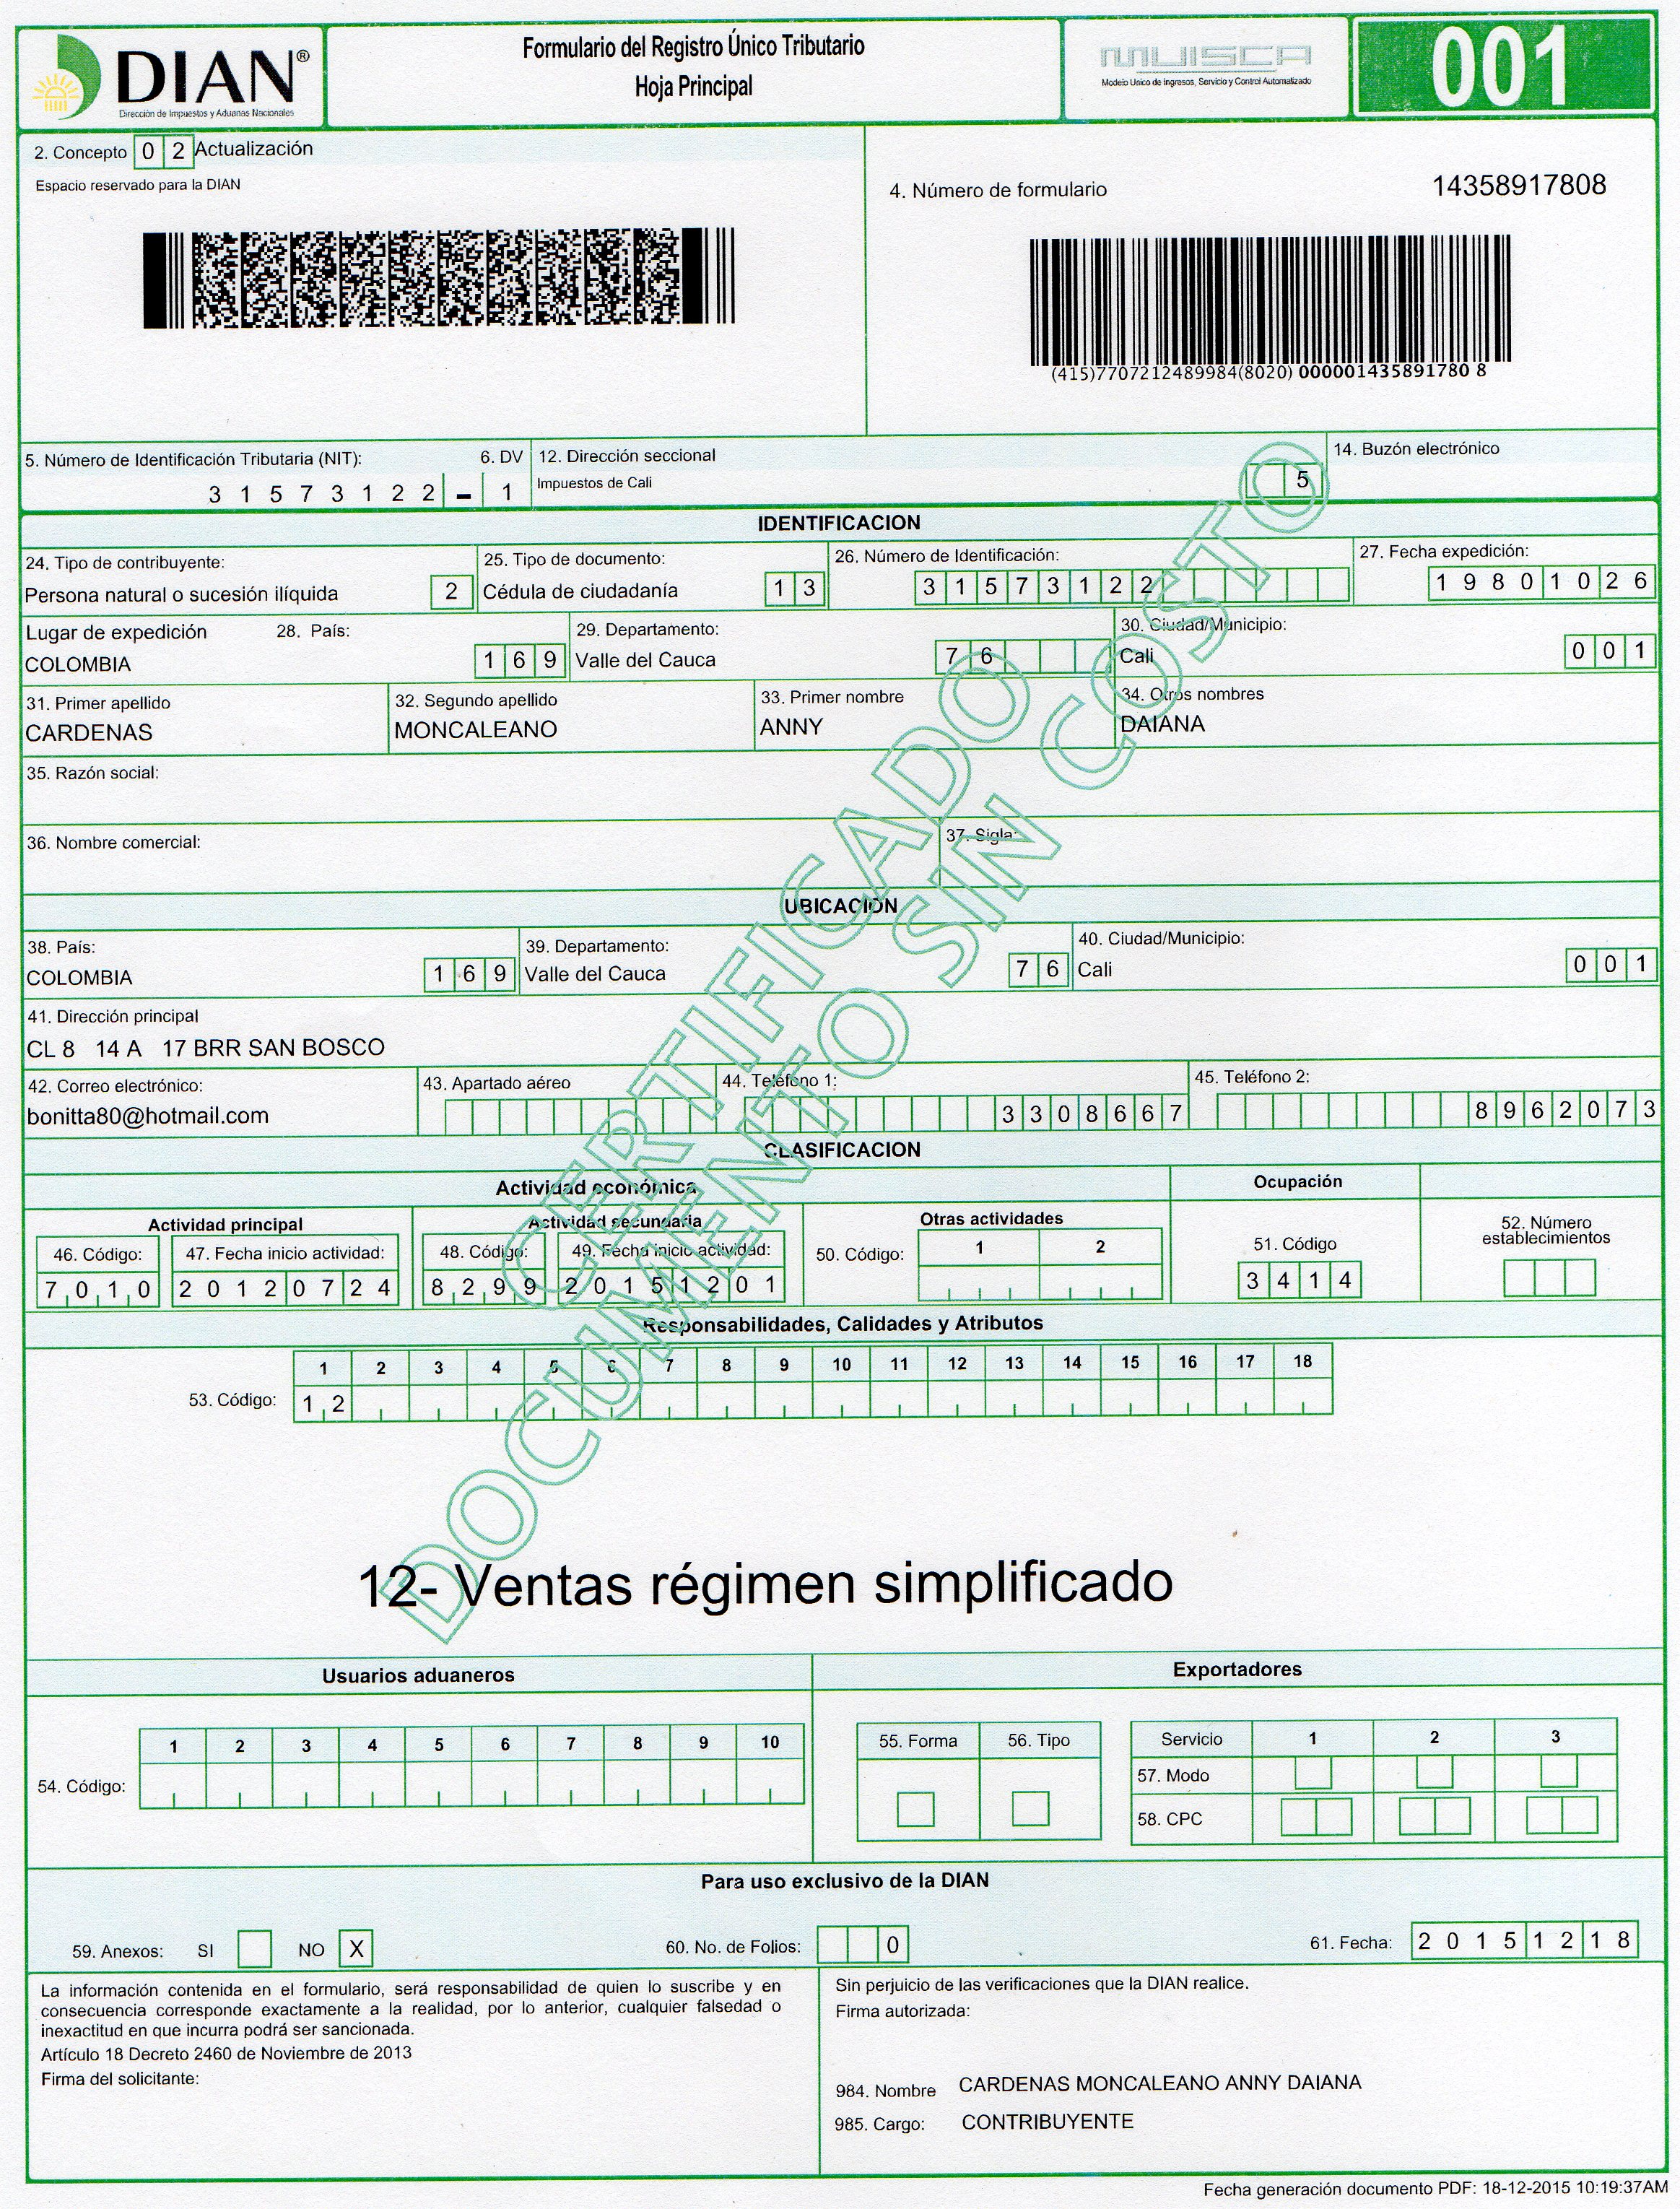 DIAN®
Dirección de Impuestos y Aduanas Nacionales
Formulario del Registro Único Tributario
Hoja Principal
MUISCA
Modelo Unico de Ingresos, Servicio y Control Automatizado
001
2. Concepto 0 2 Actualización
Espacio reservado para la DIAN
4. Número de formulario 14358917808
(415)7707212489984(8020) 000001435891780 8
5. Número de Identificación Tributaria (NIT): 6. DV 12. Dirección seccional 14. Buzón electrónico
3 1 5 7 3 1 2 2 - 1 Impuestos de Cali 5
IDENTIFICACION
24. Tipo de contribuyente: 25. Tipo de documento: 26. Número de Identificación: 27. Fecha expedición:
Persona natural o sucesión ilíquida 2 Cédula de ciudadanía 1 3 3 1 5 7 3 1 2 2 1 9 8 0 1 0 2 6
Lugar de expedición 28. País: 29. Departamento: 30. Ciudad/Municipio:
COLOMBIA 1 6 9 Valle del Cauca 7 6 Cali 0 0 1
31. Primer apellido 32. Segundo apellido 33. Primer nombre 34. Otros nombres
CARDENAS MONCALEANO ANNY DAIANA
35. Razón social:
36. Nombre comercial: 37. Sigla:
UBICACION
38. País: 39. Departamento: 40. Ciudad/Municipio:
COLOMBIA 1 6 9 Valle del Cauca 7 6 Cali 0 0 1
41. Dirección principal
CL 8 14 A 17 BRR SAN BOSCO
42. Correo electrónico: 43. Apartado aéreo 44. Teléfono 1: 45. Teléfono 2:
bonitta80@hotmail.com 3 3 0 8 6 6 7 8 9 6 2 0 7 3
CLASIFICACION
Actividad económica Ocupación
Actividad principal Actividad secundaria Otras actividades 52. Número establecimientos
46. Código: 47. Fecha inicio actividad: 48. Código: 49. Fecha inicio actividad: 50. Código: 1 2 51. Código
7 0 1 0 2 0 1 2 0 7 2 4 8 2 9 9 2 0 1 5 1 2 0 1 3 4 1 4
Responsabilidades, Calidades y Atributos
1 2 3 4 5 6 7 8 9 10 11 12 13 14 15 16 17 18
53. Código: 1 2
12- Ventas régimen simplificado
CERTIFICADO
DOCUMENTO SIN COSTO
Usuarios aduaneros Exportadores
1 2 3 4 5 6 7 8 9 10 55. Forma 56. Tipo Servicio 1 2 3
54. Código: 57. Modo
58. CPC
Para uso exclusivo de la DIAN
59. Anexos: SI NO X 60. No. de Folios: 0 61. Fecha: 2 0 1 5 1 2 1 8
La información contenida en el formulario, será responsabilidad de quien lo suscribe y en
consecuencia corresponde exactamente a la realidad, por lo anterior, cualquier falsedad o
inexactitud en que incurra podrá ser sancionada.
Artículo 18 Decreto 2460 de Noviembre de 2013
Firma del solicitante:
Sin perjuicio de las verificaciones que la DIAN realice.
Firma autorizada:
984. Nombre CARDENAS MONCALEANO ANNY DAIANA
985. Cargo: CONTRIBUYENTE
Fecha generación documento PDF: 18-12-2015 10:19:37AM